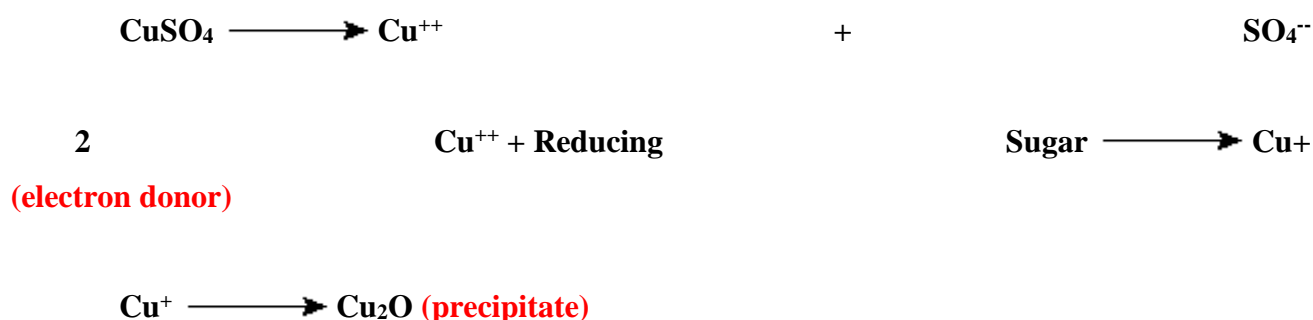 CuSO₄ ⟶ Cu⁺⁺ + SO₄⁻⁻
2 Cu⁺⁺ + Reducing Sugar ⟶ Cu+
(electron donor)
Cu⁺ ⟶ Cu₂O (precipitate)